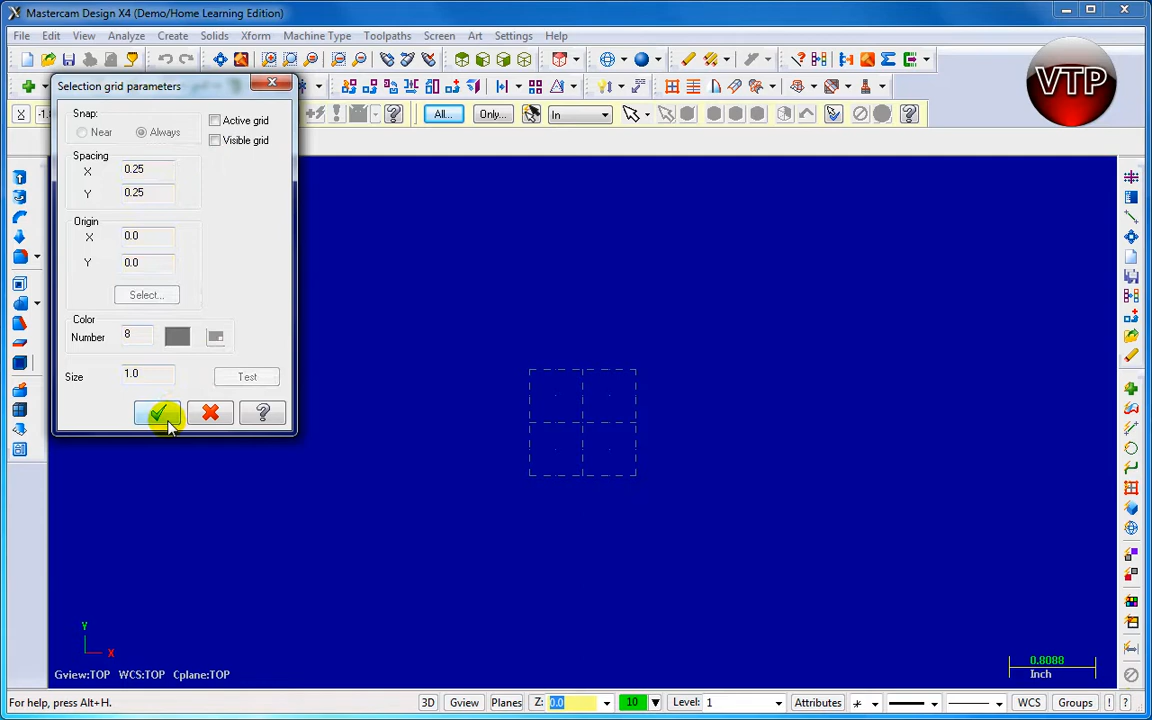 Mastercam Design X4 (Demo/Home Learning Edition)
File Edit View Analyze Create Solids Xform Machine Type Toolpaths Screen Art Settings Help
VTP
Selection grid parameters
X
All... Only... In
Snap:
Near Always
Active grid
Visible grid
Spacing
X 0.25
Y 0.25
Origin
X 0.0
Y 0.0
Select...
Color
Number 8
Size 1.0 Test
Y
X
0.8088
Inch
Gview:TOP WCS:TOP Cplane:TOP
For help, press Alt+H. 3D Gview Planes Z: 0.0 10 Level: 1 Attributes WCS Groups ! ?